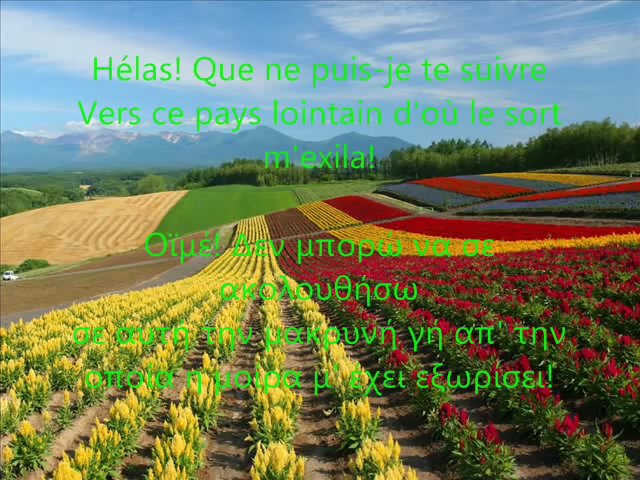 Hélas! Que ne puis-je te suivre
Vers ce pays lointain d'où le sort
m'exila!
Οϊμέ! Δεν μπορώ να σε
ακολουθήσω
σε αυτή την μακρυνή γή απ' την
οποία η μοίρα μ' έχει εξωρίσει!